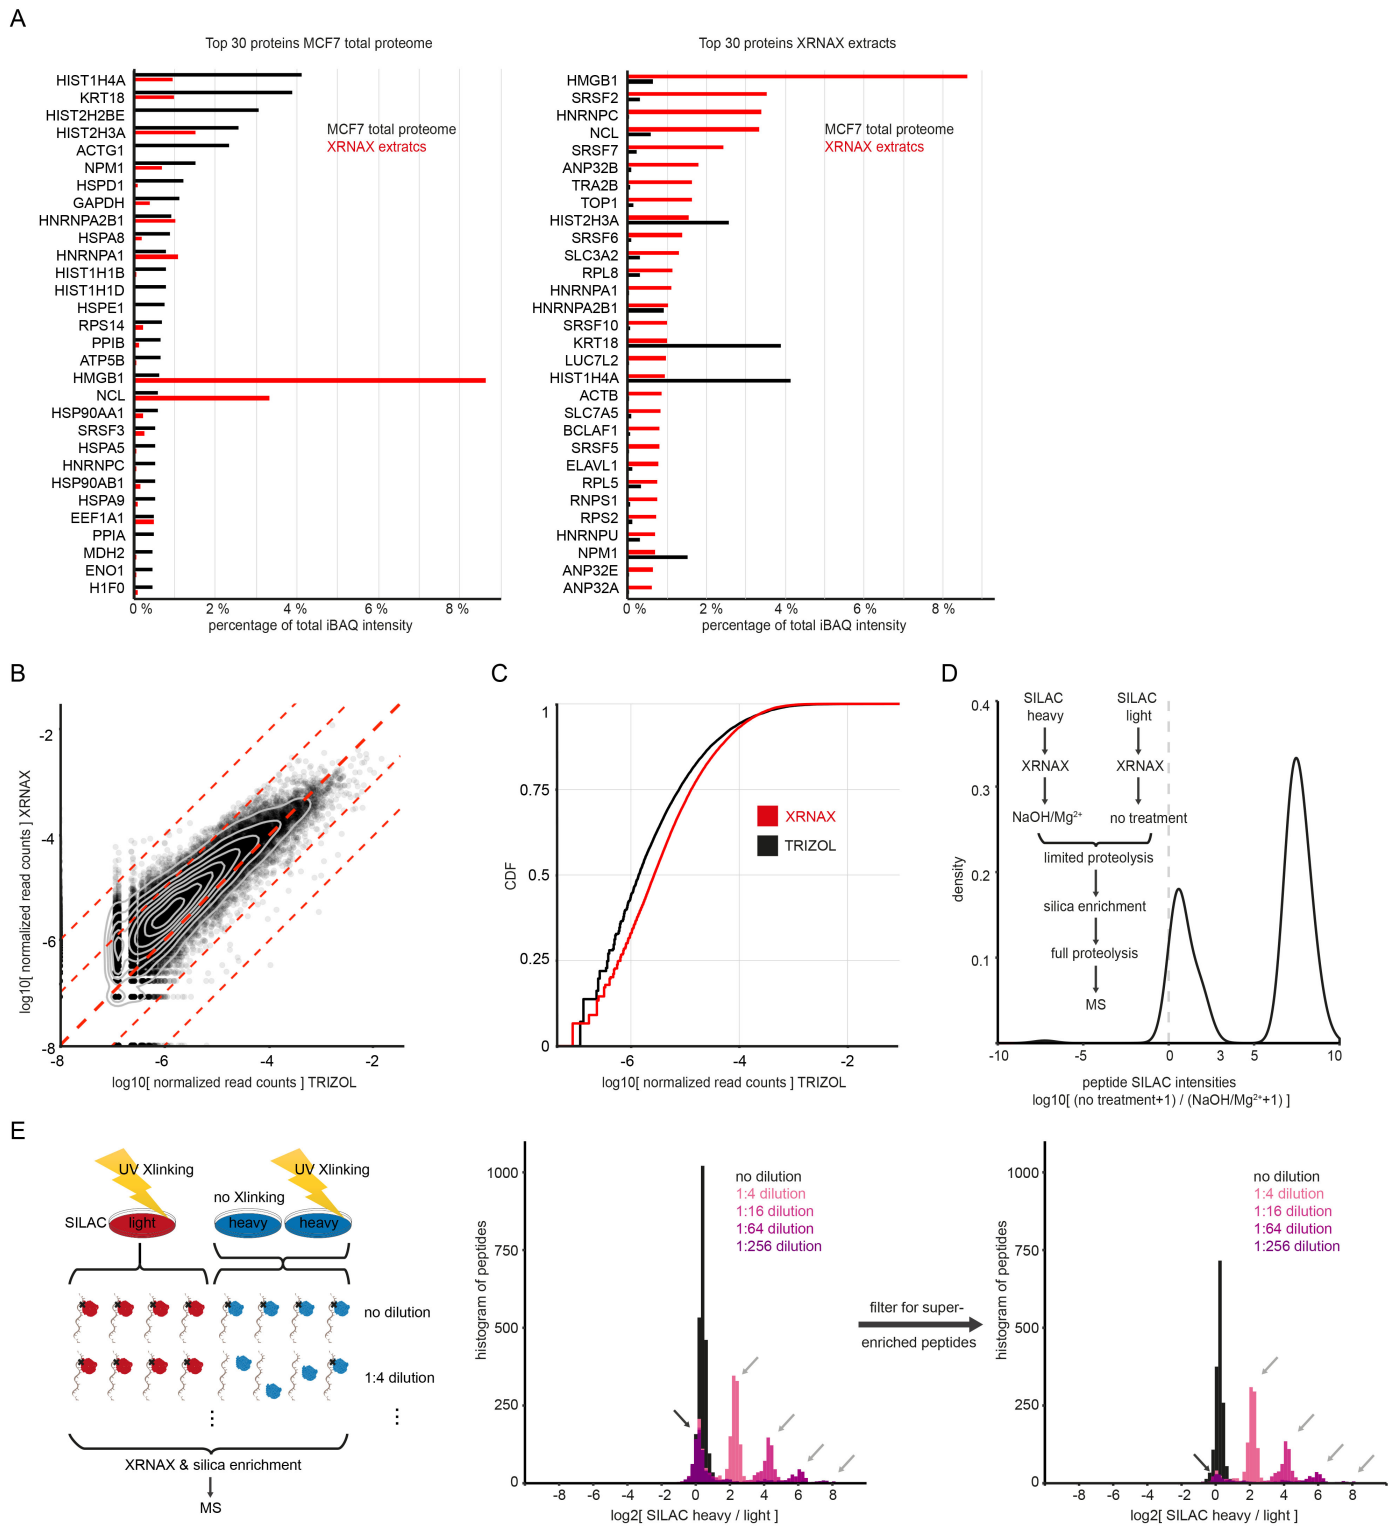 A
Top 30 proteins MCF7 total proteome
HIST1H4A
KRT18
HIST2H2BE
HIST2H3A
ACTG1
NPM1
HSPD1
GAPDH
HNRNPA2B1
HSPA8
HNRNPA1
HIST1H1B
HIST1H1D
HSPE1
RPS14
PPIB
ATP5B
HMGB1
NCL
HSP90AA1
SRSF3
HSPA5
HNRNPC
HSP90AB1
HSPA9
EEF1A1
PPIA
MDH2
ENO1
H1F0
MCF7 total proteome
XRNAX extratcs
0 % 2 % 4 % 6 % 8 %
percentage of total iBAQ intensity
Top 30 proteins XRNAX extracts
HMGB1
SRSF2
HNRNPC
NCL
SRSF7
ANP32B
TRA2B
TOP1
HIST2H3A
SRSF6
SLC3A2
RPL8
HNRNPA1
HNRNPA2B1
SRSF10
KRT18
LUC7L2
HIST1H4A
ACTB
SLC7A5
BCLAF1
SRSF5
ELAVL1
RPL5
RNPS1
RPS2
HNRNPU
NPM1
ANP32E
ANP32A
MCF7 total proteome
XRNAX extratcs
0 % 2 % 4 % 6 % 8 %
percentage of total iBAQ intensity
B
log10[ normalized read counts ] XRNAX
-2
-4
-6
-8
-8 -6 -4 -2
log10[ normalized read counts ] TRIZOL
C
CDF
1
0.75
0.5
0.25
0
XRNAX
TRIZOL
-6 -4 -2
log10[ normalized read counts ] TRIZOL
D
density
0.4
0.3
0.2
0.1
SILAC heavy
SILAC light
XRNAX XRNAX
NaOH/Mg²⁺ no treatment
limited proteolysis
silica enrichment
full proteolysis
MS
-10 -5 0 3 5 10
peptide SILAC intensities
log10[ (no treatment+1) / (NaOH/Mg²⁺+1) ]
E
UV Xlinking UV Xlinking
no Xlinking
SILAC light heavy heavy
no dilution
1:4 dilution
XRNAX & silica enrichment
MS
histogram of peptides
1000
750
500
250
0
no dilution
1:4 dilution
1:16 dilution
1:64 dilution
1:256 dilution
-8 -6 -4 -2 0 2 4 6 8
log2[ SILAC heavy / light ]
filter for super-
enriched peptides
histogram of peptides
1000
750
500
250
0
no dilution
1:4 dilution
1:16 dilution
1:64 dilution
1:256 dilution
-8 -6 -4 -2 0 2 4 6 8
log2[ SILAC heavy / light ]